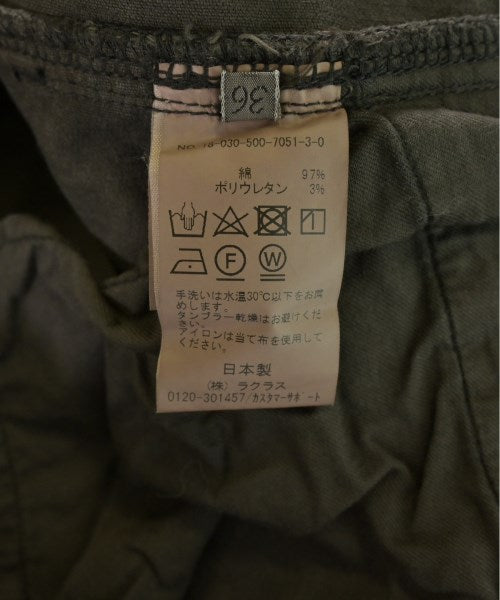 36
NO. 18-030-500-7051-3-0
綿 97%
ポリウレタン 3%
F W
手洗いは水温30℃以下をお奨
めします。
タンブラー乾燥はお避けくだ
さい。
アイロンは当て布を使用して
ください。
日本製
(株) ラクラス
0120-301457/カスタマーサポート